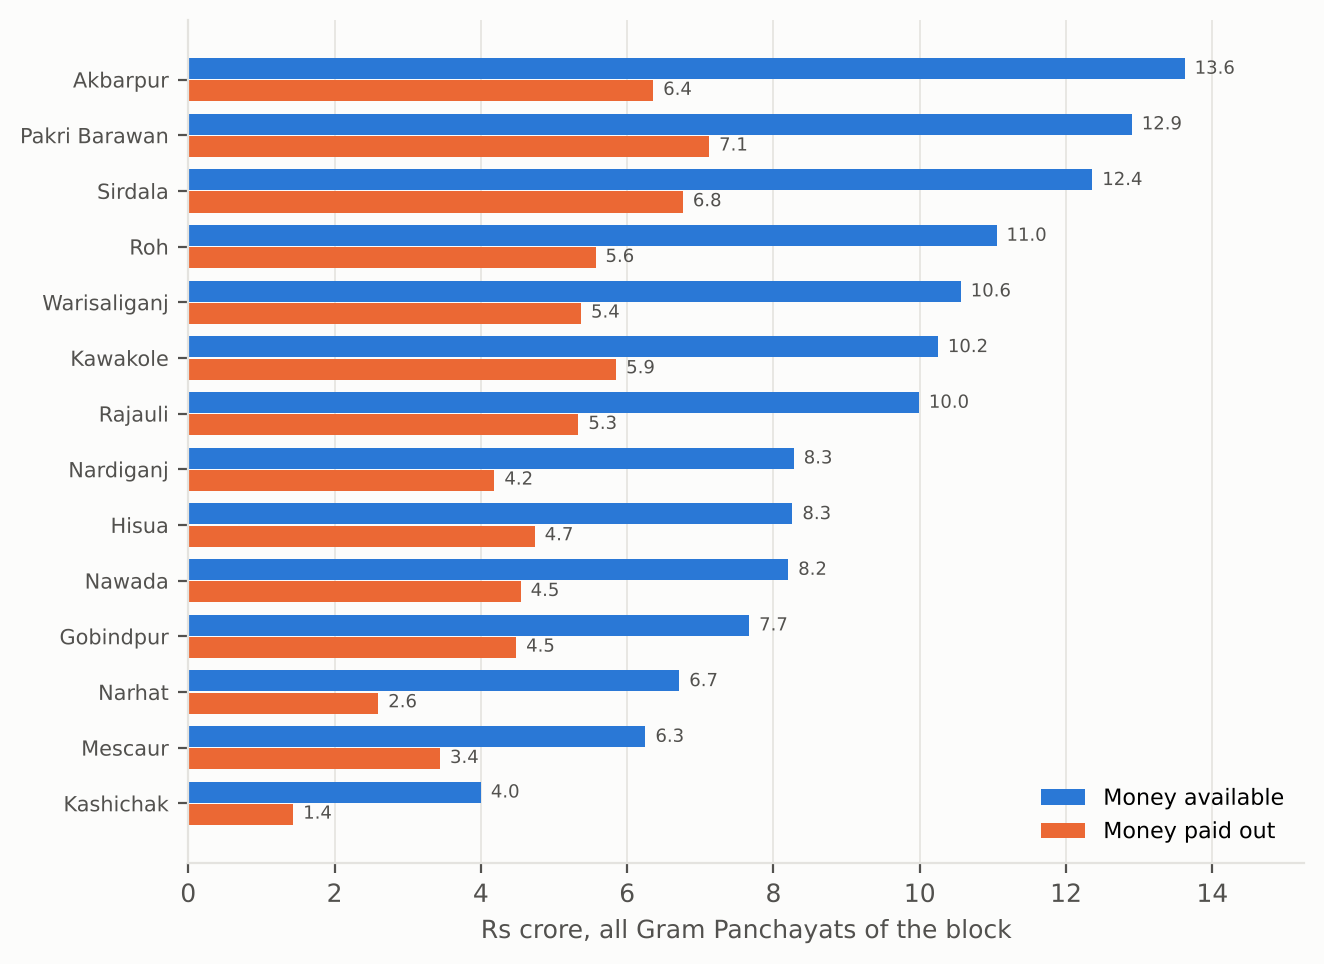 Akbarpur 13.6
6.4
Pakri Barawan 12.9
7.1
Sirdala 12.4
6.8
Roh 11.0
5.6
Warisaliganj 10.6
5.4
Kawakole 10.2
5.9
Rajauli 10.0
5.3
Nardiganj 8.3
4.2
Hisua 8.3
4.7
Nawada 8.2
4.5
Gobindpur 7.7
4.5
Narhat 6.7
2.6
Mescaur 6.3
3.4
Kashichak 4.0
1.4
Money available
Money paid out
0 2 4 6 8 10 12 14
Rs crore, all Gram Panchayats of the block